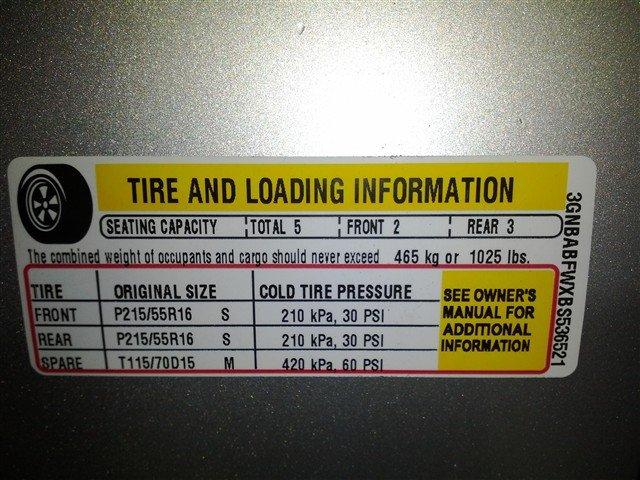 TIRE AND LOADING INFORMATION
SEATING CAPACITY TOTAL 5 FRONT 2 REAR 3
The combined weight of occupants and cargo should never exceed 465 kg or 1025 lbs.
TIRE ORIGINAL SIZE COLD TIRE PRESSURE
FRONT P215/55R16 S 210 kPa, 30 PSI
REAR P215/55R16 S 210 kPa, 30 PSI
SPARE T115/70D15 M 420 kPa, 60 PSI
SEE OWNER'S
MANUAL FOR
ADDITIONAL
INFORMATION
3GNBABFWXBS536521